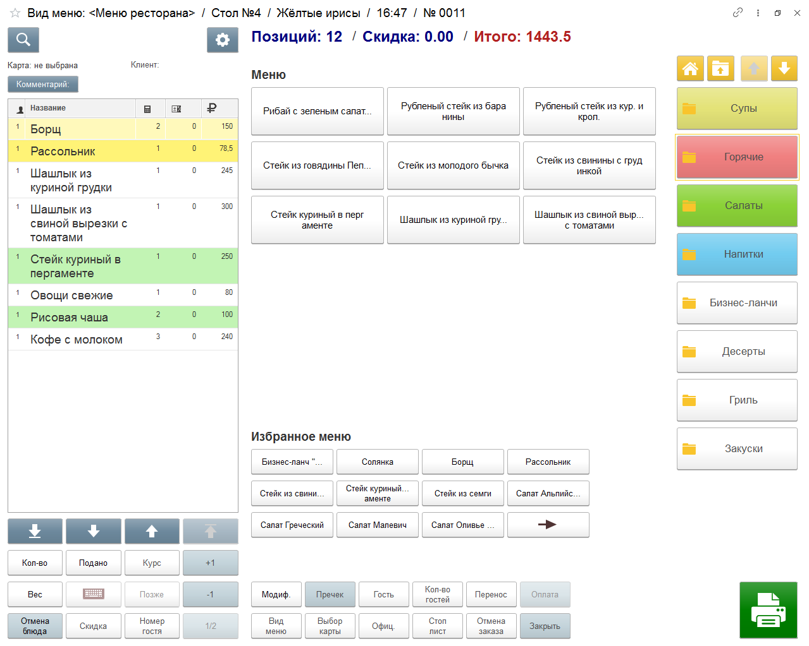 Вид меню: <Меню ресторана> / Стол №4 / Жёлтые ирисы / 16:47 / № 0011
Позиций: 12 / Скидка: 0.00 / Итого: 1443.5
Карта: не выбрана Клиент:
Комментарий:
Название ₽
1 Борщ 2 0 150
1 Рассольник 1 0 78,5
1 Шашлык из 1 0 245
куриной грудки
1 Шашлык из 1 0 300
свиной вырезки с
томатами
1 Стейк куриный в 1 0 250
пергаменте
1 Овощи свежие 1 0 80
1 Рисовая чаша 2 0 100
1 Кофе с молоком 3 0 240
Кол-во Подано Курс +1
Вес Позже -1
Отмена
блюда
Скидка
Номер
гостя
1/2
Меню
Рибай с зеленым салат...
Рубленый стейк из бара
нины
Рубленый стейк из кур. и
крол.
Стейк из говядины Пеп...
Стейк из молодого бычка
Стейк из свинины с груд
инкой
Стейк куриный в перг
аменте
Шашлык из куриной гру...
Шашлык из свиной выр...
с томатами
Избранное меню
Бизнес-ланч "... Солянка Борщ Рассольник
Стейк из свини...
Стейк куриный...
аменте
Стейк из семги
Салат Альпийс...
Салат Греческий Салат Малевич Салат Оливье ...
Модиф. Пречек Гость
Кол-во
гостей
Перенос Оплата
Вид
меню
Выбор
карты
Офиц.
Стоп
лист
Отмена
заказа
Закрыть
Супы
Горячие
Салаты
Напитки
Бизнес-ланчи
Десерты
Гриль
Закуски